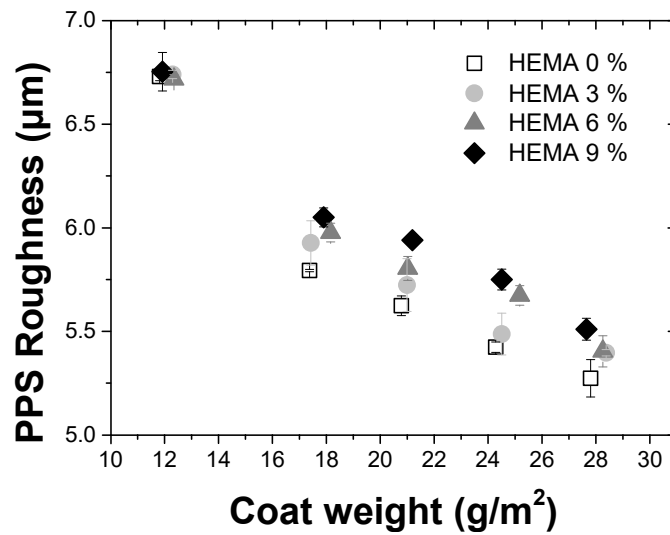 7.0
6.5
6.0
5.5
5.0
PPS Roughness (μm)
HEMA 0 %
HEMA 3 %
HEMA 6 %
HEMA 9 %
10 12 14 16 18 20 22 24 26 28 30
Coat weight (g/m²)